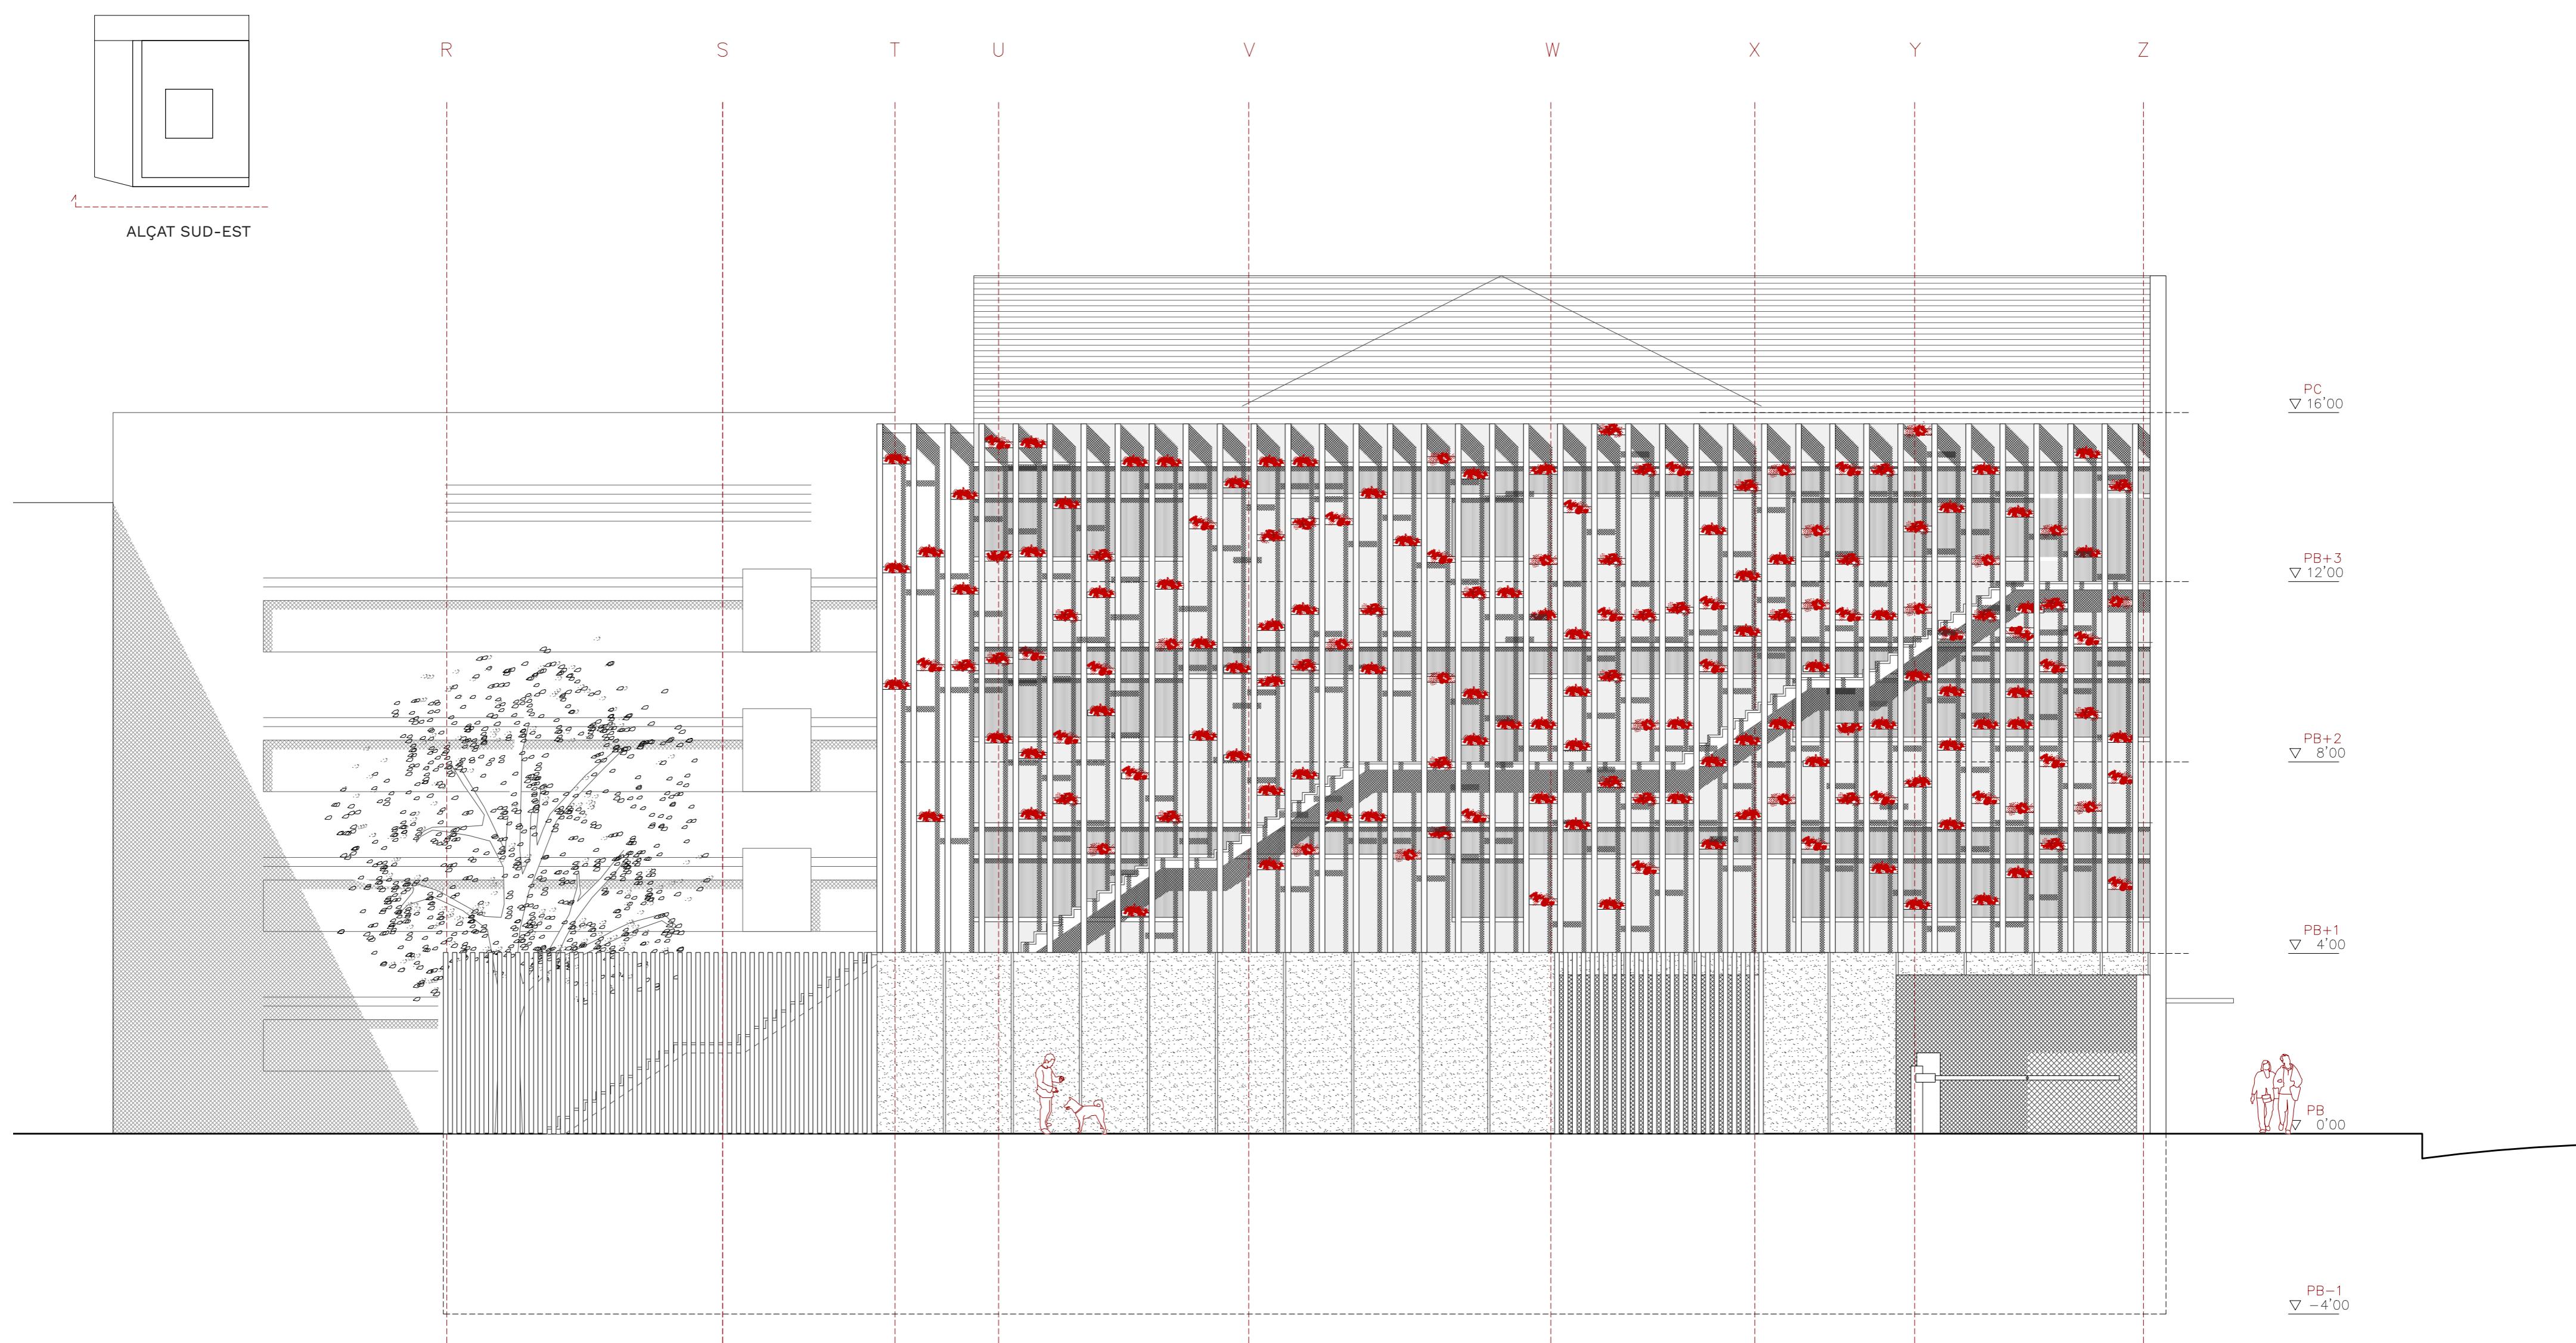 R S T U V W X Y Z
ALÇAT SUD-EST
PC
16'00
PB+3
12'00
PB+2
8'00
PB+1
4'00
PB
0'00
PB-1
-4'00